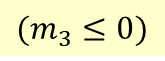 (m₃ ≤ 0)